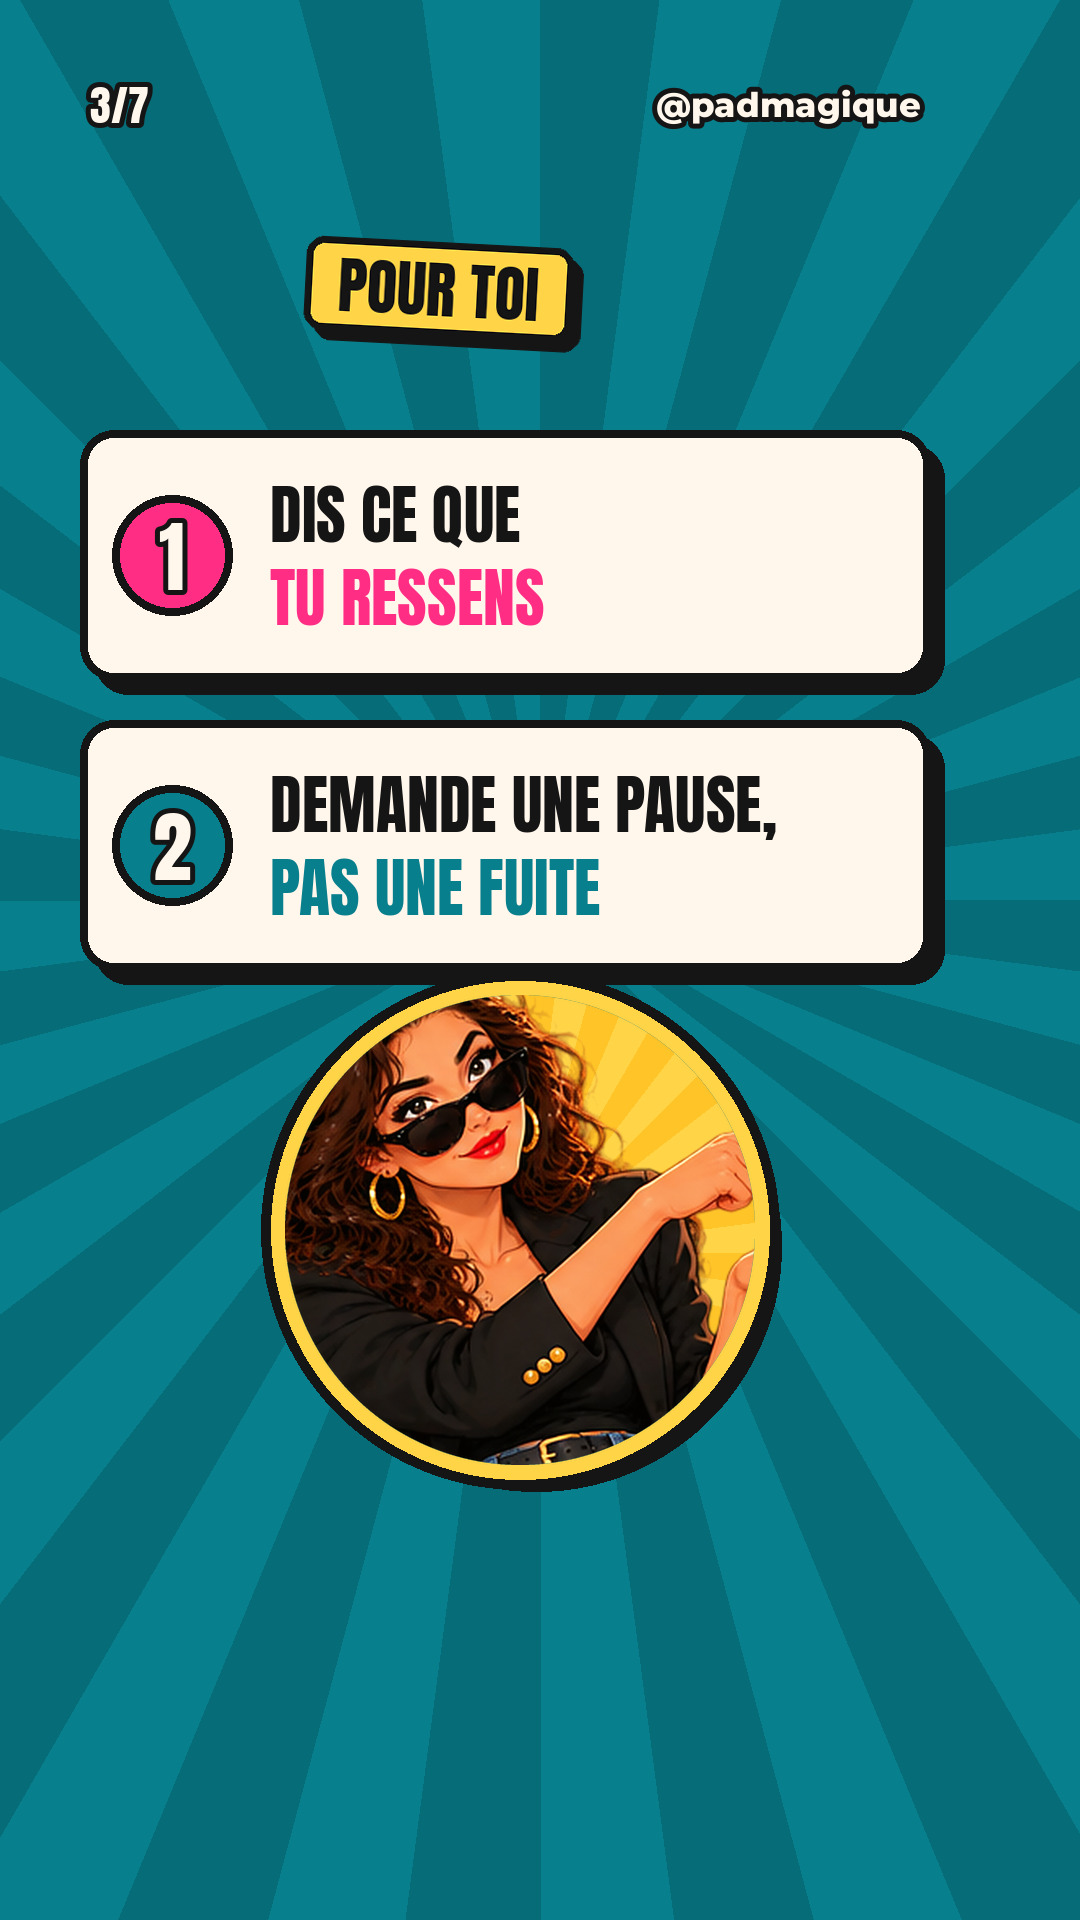 3/7
@padmagique
POUR TOI
1
DIS CE QUE
TU RESSENS
2
DEMANDE UNE PAUSE,
PAS UNE FUITE